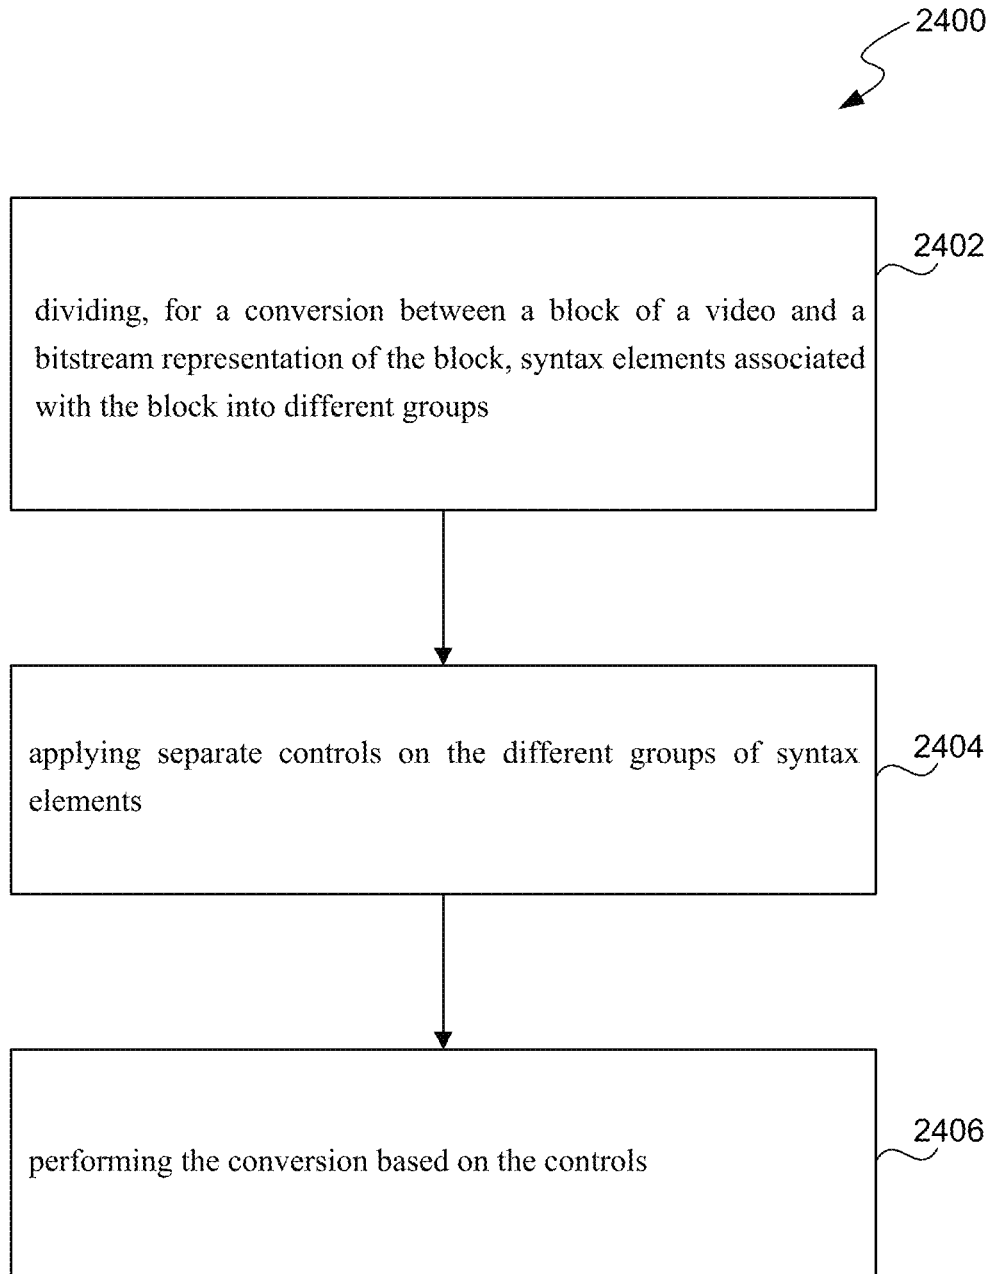 2400
2402
dividing, for a conversion between a block of a video and a
bitstream representation of the block, syntax elements associated
with the block into different groups
2404
applying separate controls on the different groups of syntax
elements
2406
performing the conversion based on the controls